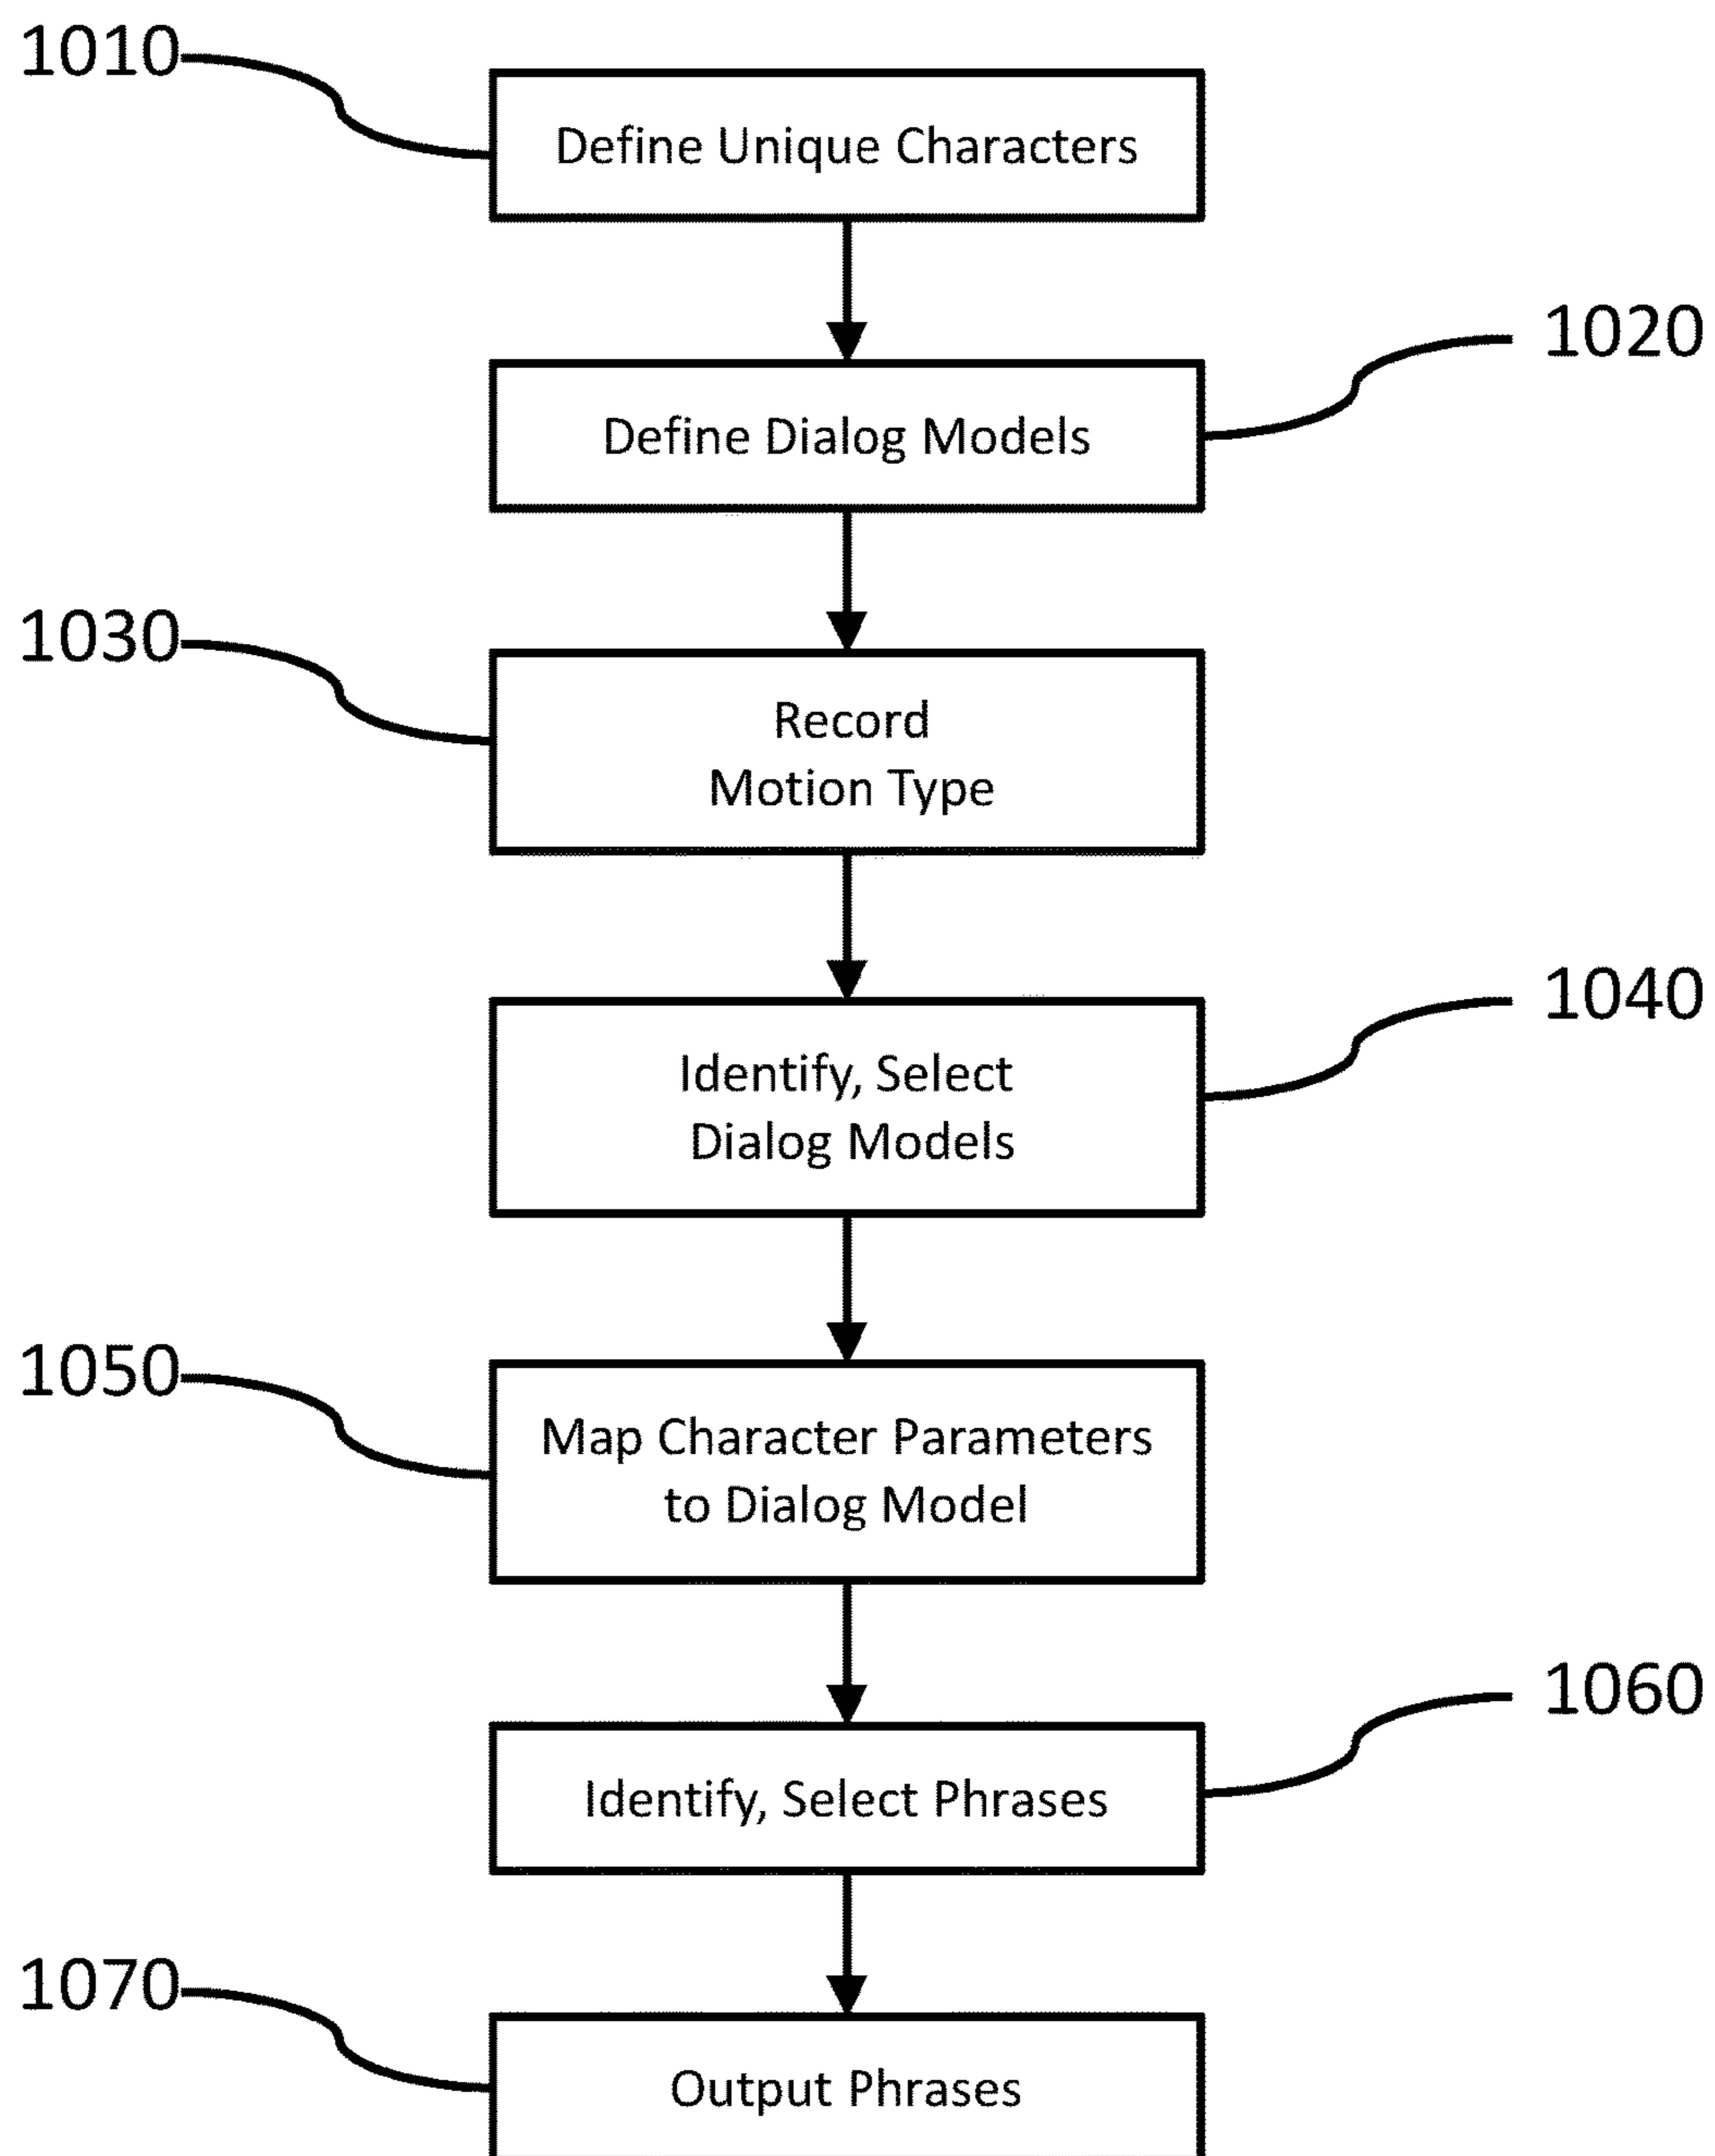 1010
Define Unique Characters
1020
Define Dialog Models
1030
Record
Motion Type
1040
Identify, Select
Dialog Models
1050
Map Character Parameters
to Dialog Model
1060
Identify, Select Phrases
1070
Output Phrases